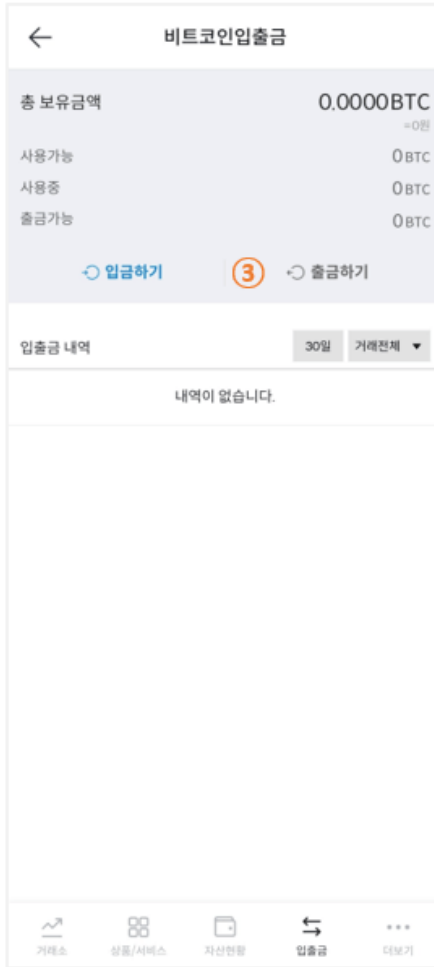 비트코인입출금
총 보유금액 0.0000BTC
=0원
사용가능 0BTC
사용중 0BTC
출금가능 0BTC
입금하기 ③ 출금하기
입출금 내역 30일 거래전체 ▼
내역이 없습니다.
거래소 상품/서비스 자산현황 입출금 더보기